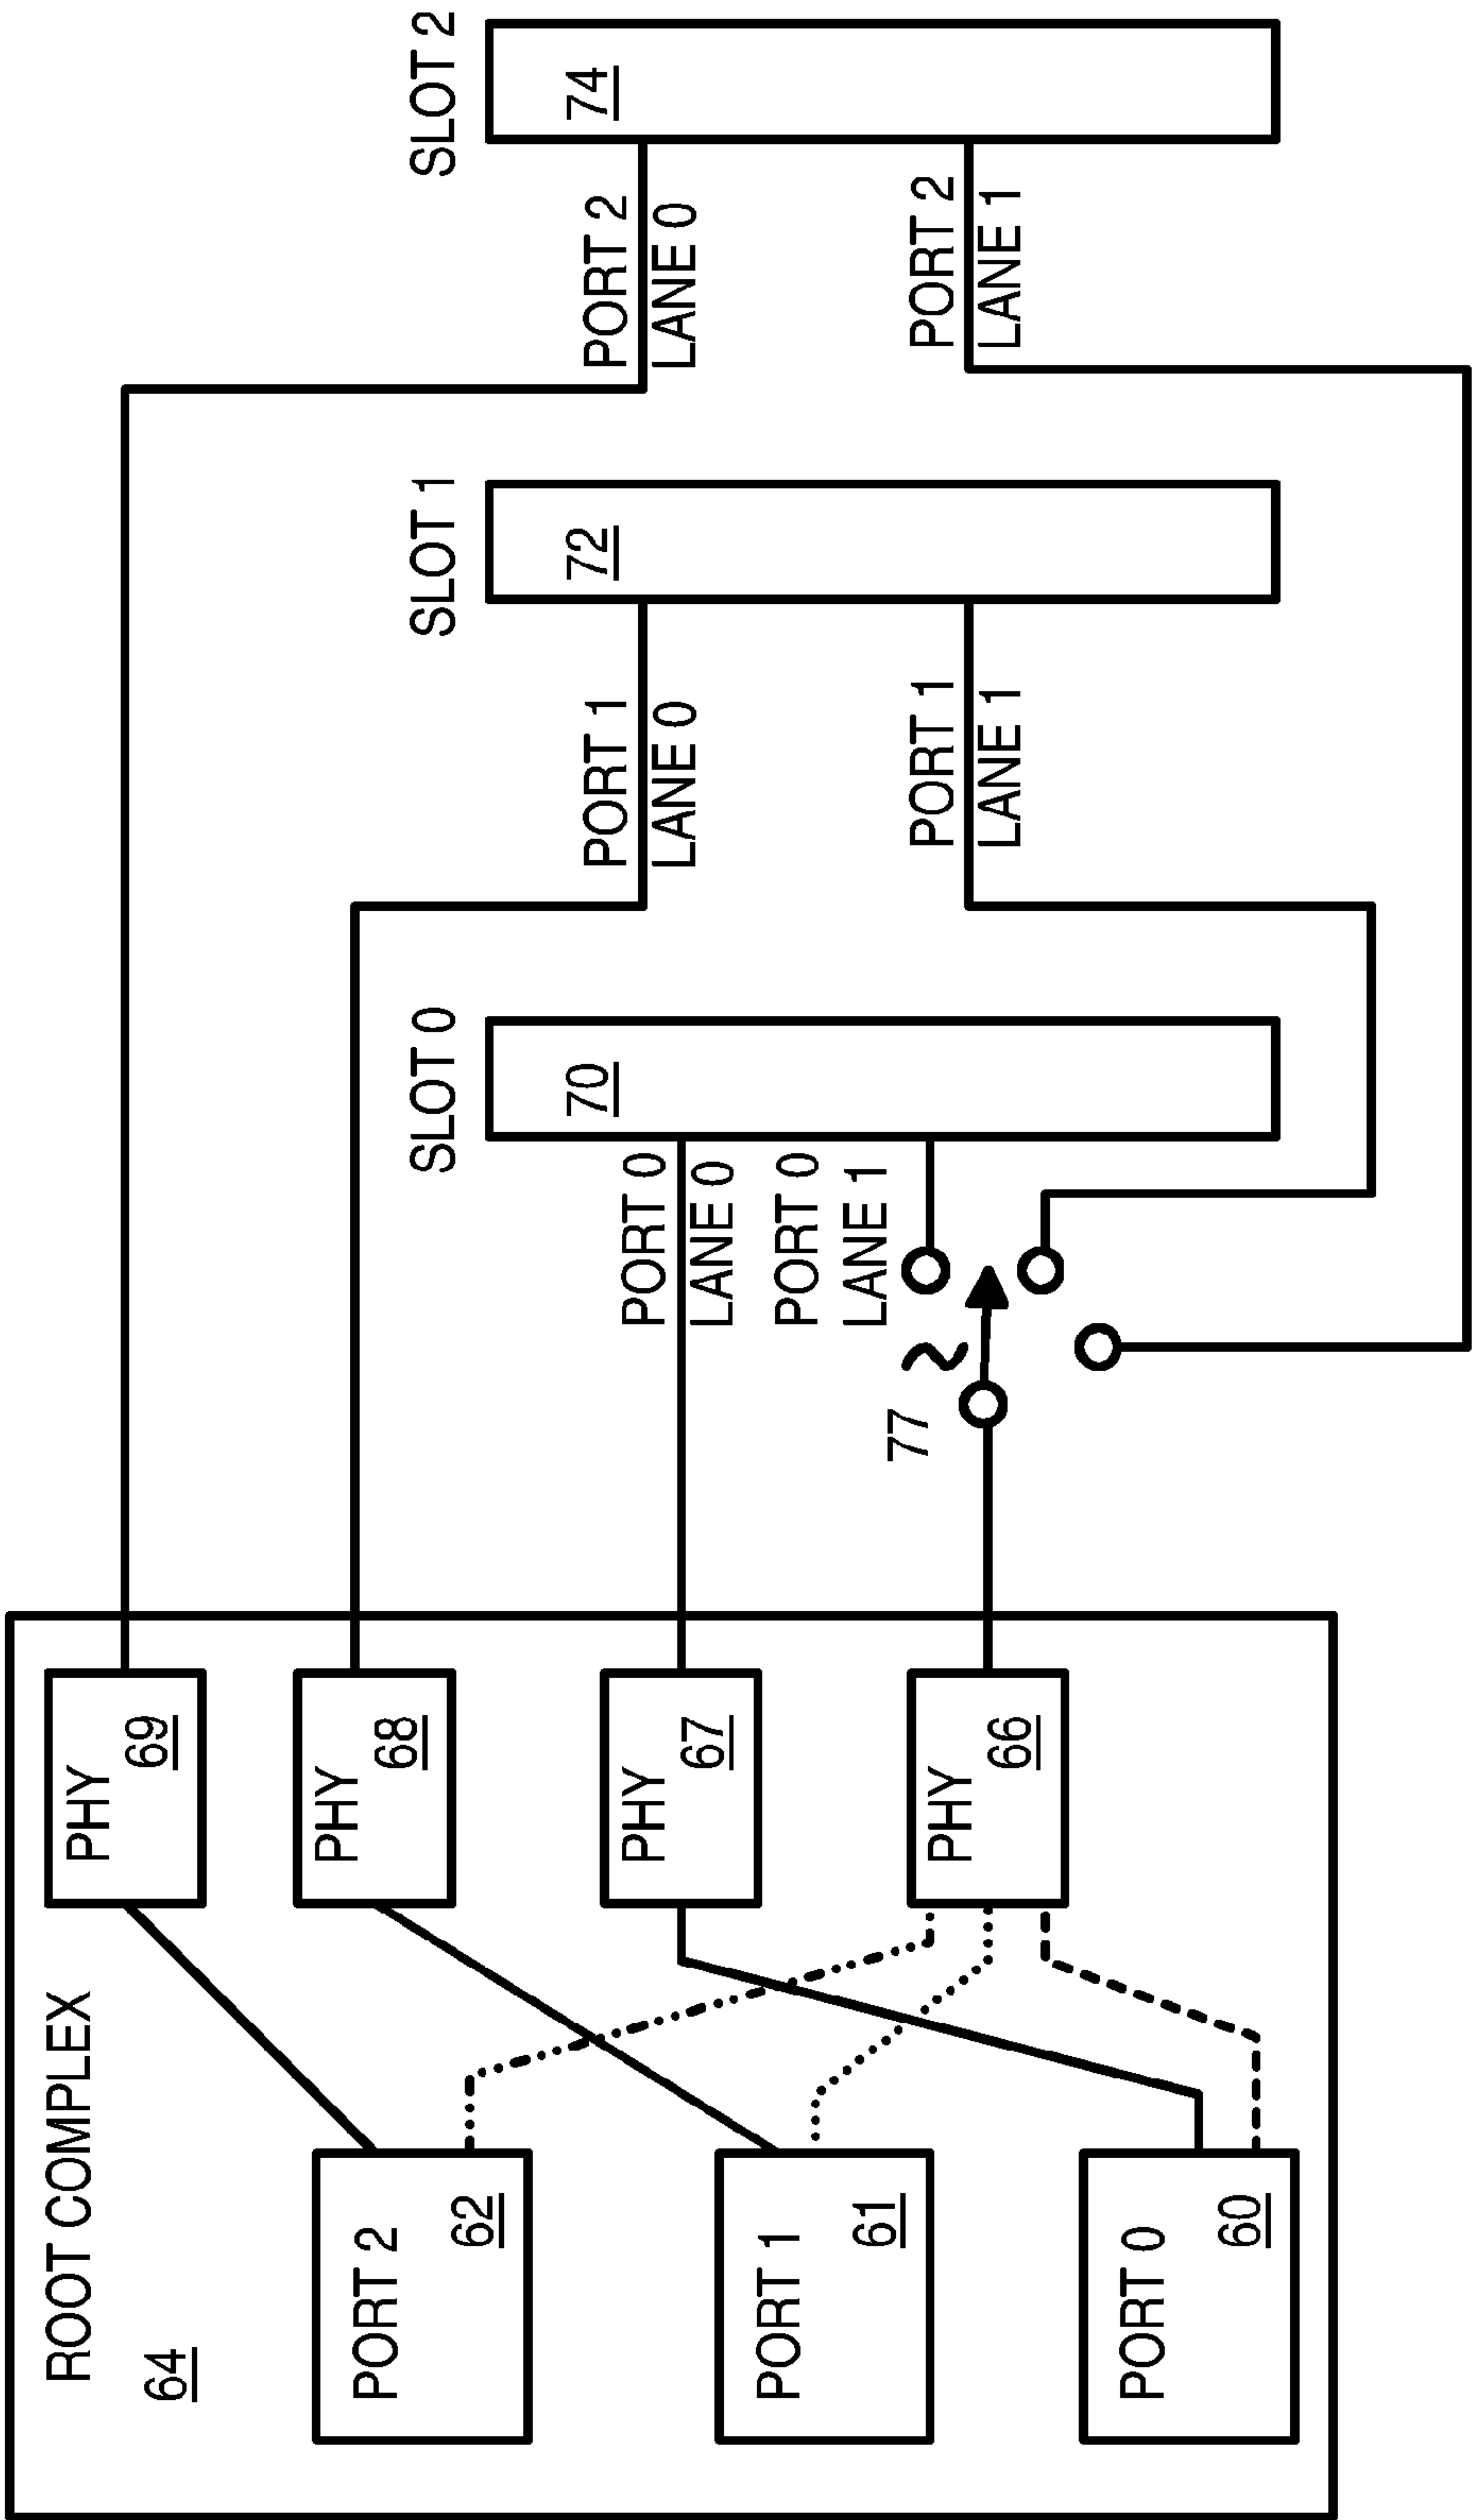 ROOT COMPLEX
64
PORT 2
62
PORT 1
61
PORT 0
60
PHY
69
PHY
68
PHY
67
PHY
66
77
SLOT 0
70
PORT 0
LANE 0
PORT 0
LANE 1
SLOT 1
72
PORT 1
LANE 0
PORT 1
LANE 1
SLOT 2
74
PORT 2
LANE 0
PORT 2
LANE 1